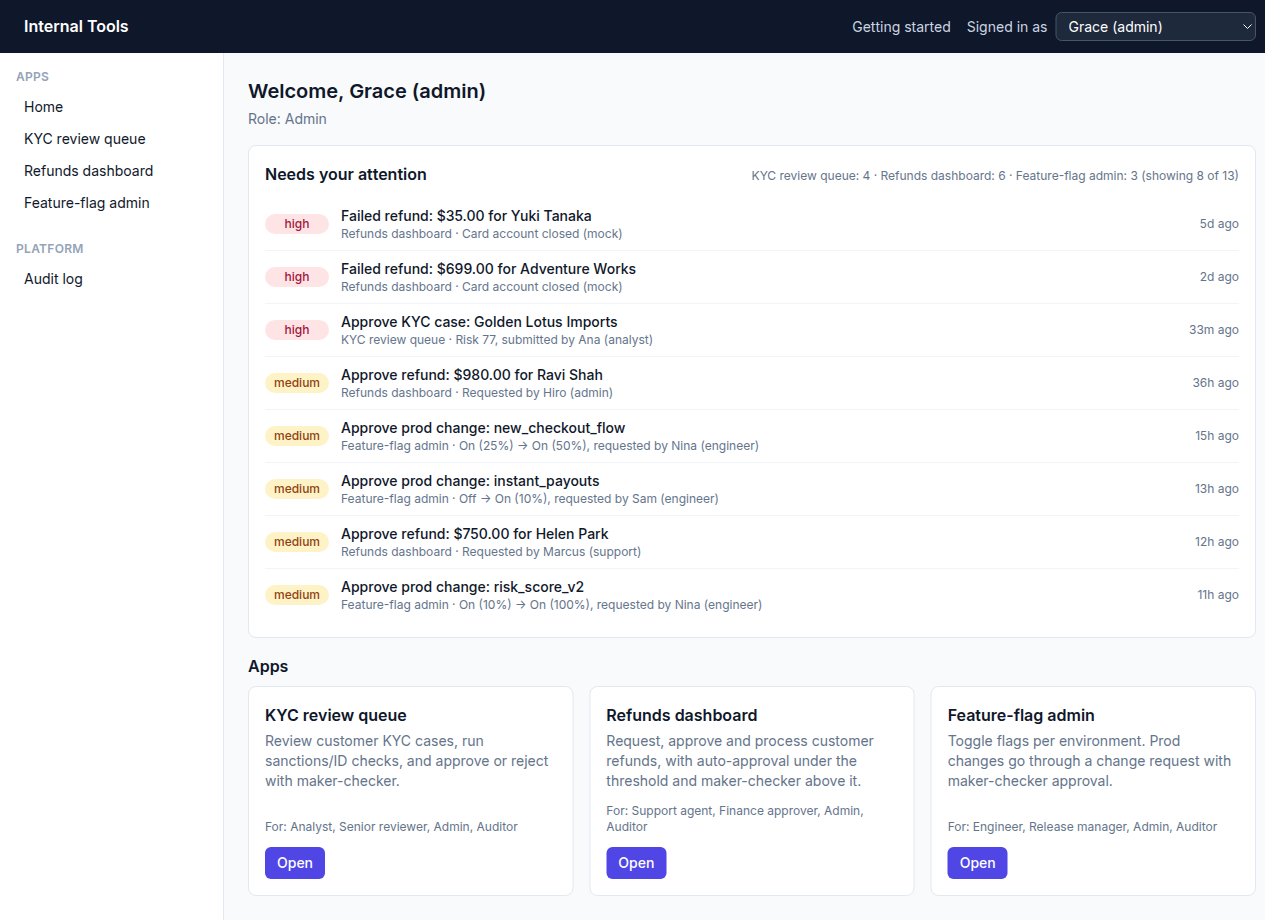 Internal Tools
Getting started
Signed in as
Grace (admin)
APPS
Home
KYC review queue
Refunds dashboard
Feature-flag admin
PLATFORM
Audit log
Welcome, Grace (admin)
Role: Admin
Needs your attention
KYC review queue: 4 · Refunds dashboard: 6 · Feature-flag admin: 3 (showing 8 of 13)
high
Failed refund: $35.00 for Yuki Tanaka
Refunds dashboard · Card account closed (mock)
5d ago
high
Failed refund: $699.00 for Adventure Works
Refunds dashboard · Card account closed (mock)
2d ago
high
Approve KYC case: Golden Lotus Imports
KYC review queue · Risk 77, submitted by Ana (analyst)
33m ago
medium
Approve refund: $980.00 for Ravi Shah
Refunds dashboard · Requested by Hiro (admin)
36h ago
medium
Approve prod change: new_checkout_flow
Feature-flag admin · On (25%) → On (50%), requested by Nina (engineer)
15h ago
medium
Approve prod change: instant_payouts
Feature-flag admin · Off → On (10%), requested by Sam (engineer)
13h ago
medium
Approve refund: $750.00 for Helen Park
Refunds dashboard · Requested by Marcus (support)
12h ago
medium
Approve prod change: risk_score_v2
Feature-flag admin · On (10%) → On (100%), requested by Nina (engineer)
11h ago
Apps
KYC review queue
Review customer KYC cases, run
sanctions/ID checks, and approve or reject
with maker-checker.
For: Analyst, Senior reviewer, Admin, Auditor
Open
Refunds dashboard
Request, approve and process customer
refunds, with auto-approval under the
threshold and maker-checker above it.
For: Support agent, Finance approver, Admin,
Auditor
Open
Feature-flag admin
Toggle flags per environment. Prod
changes go through a change request with
maker-checker approval.
For: Engineer, Release manager, Admin, Auditor
Open